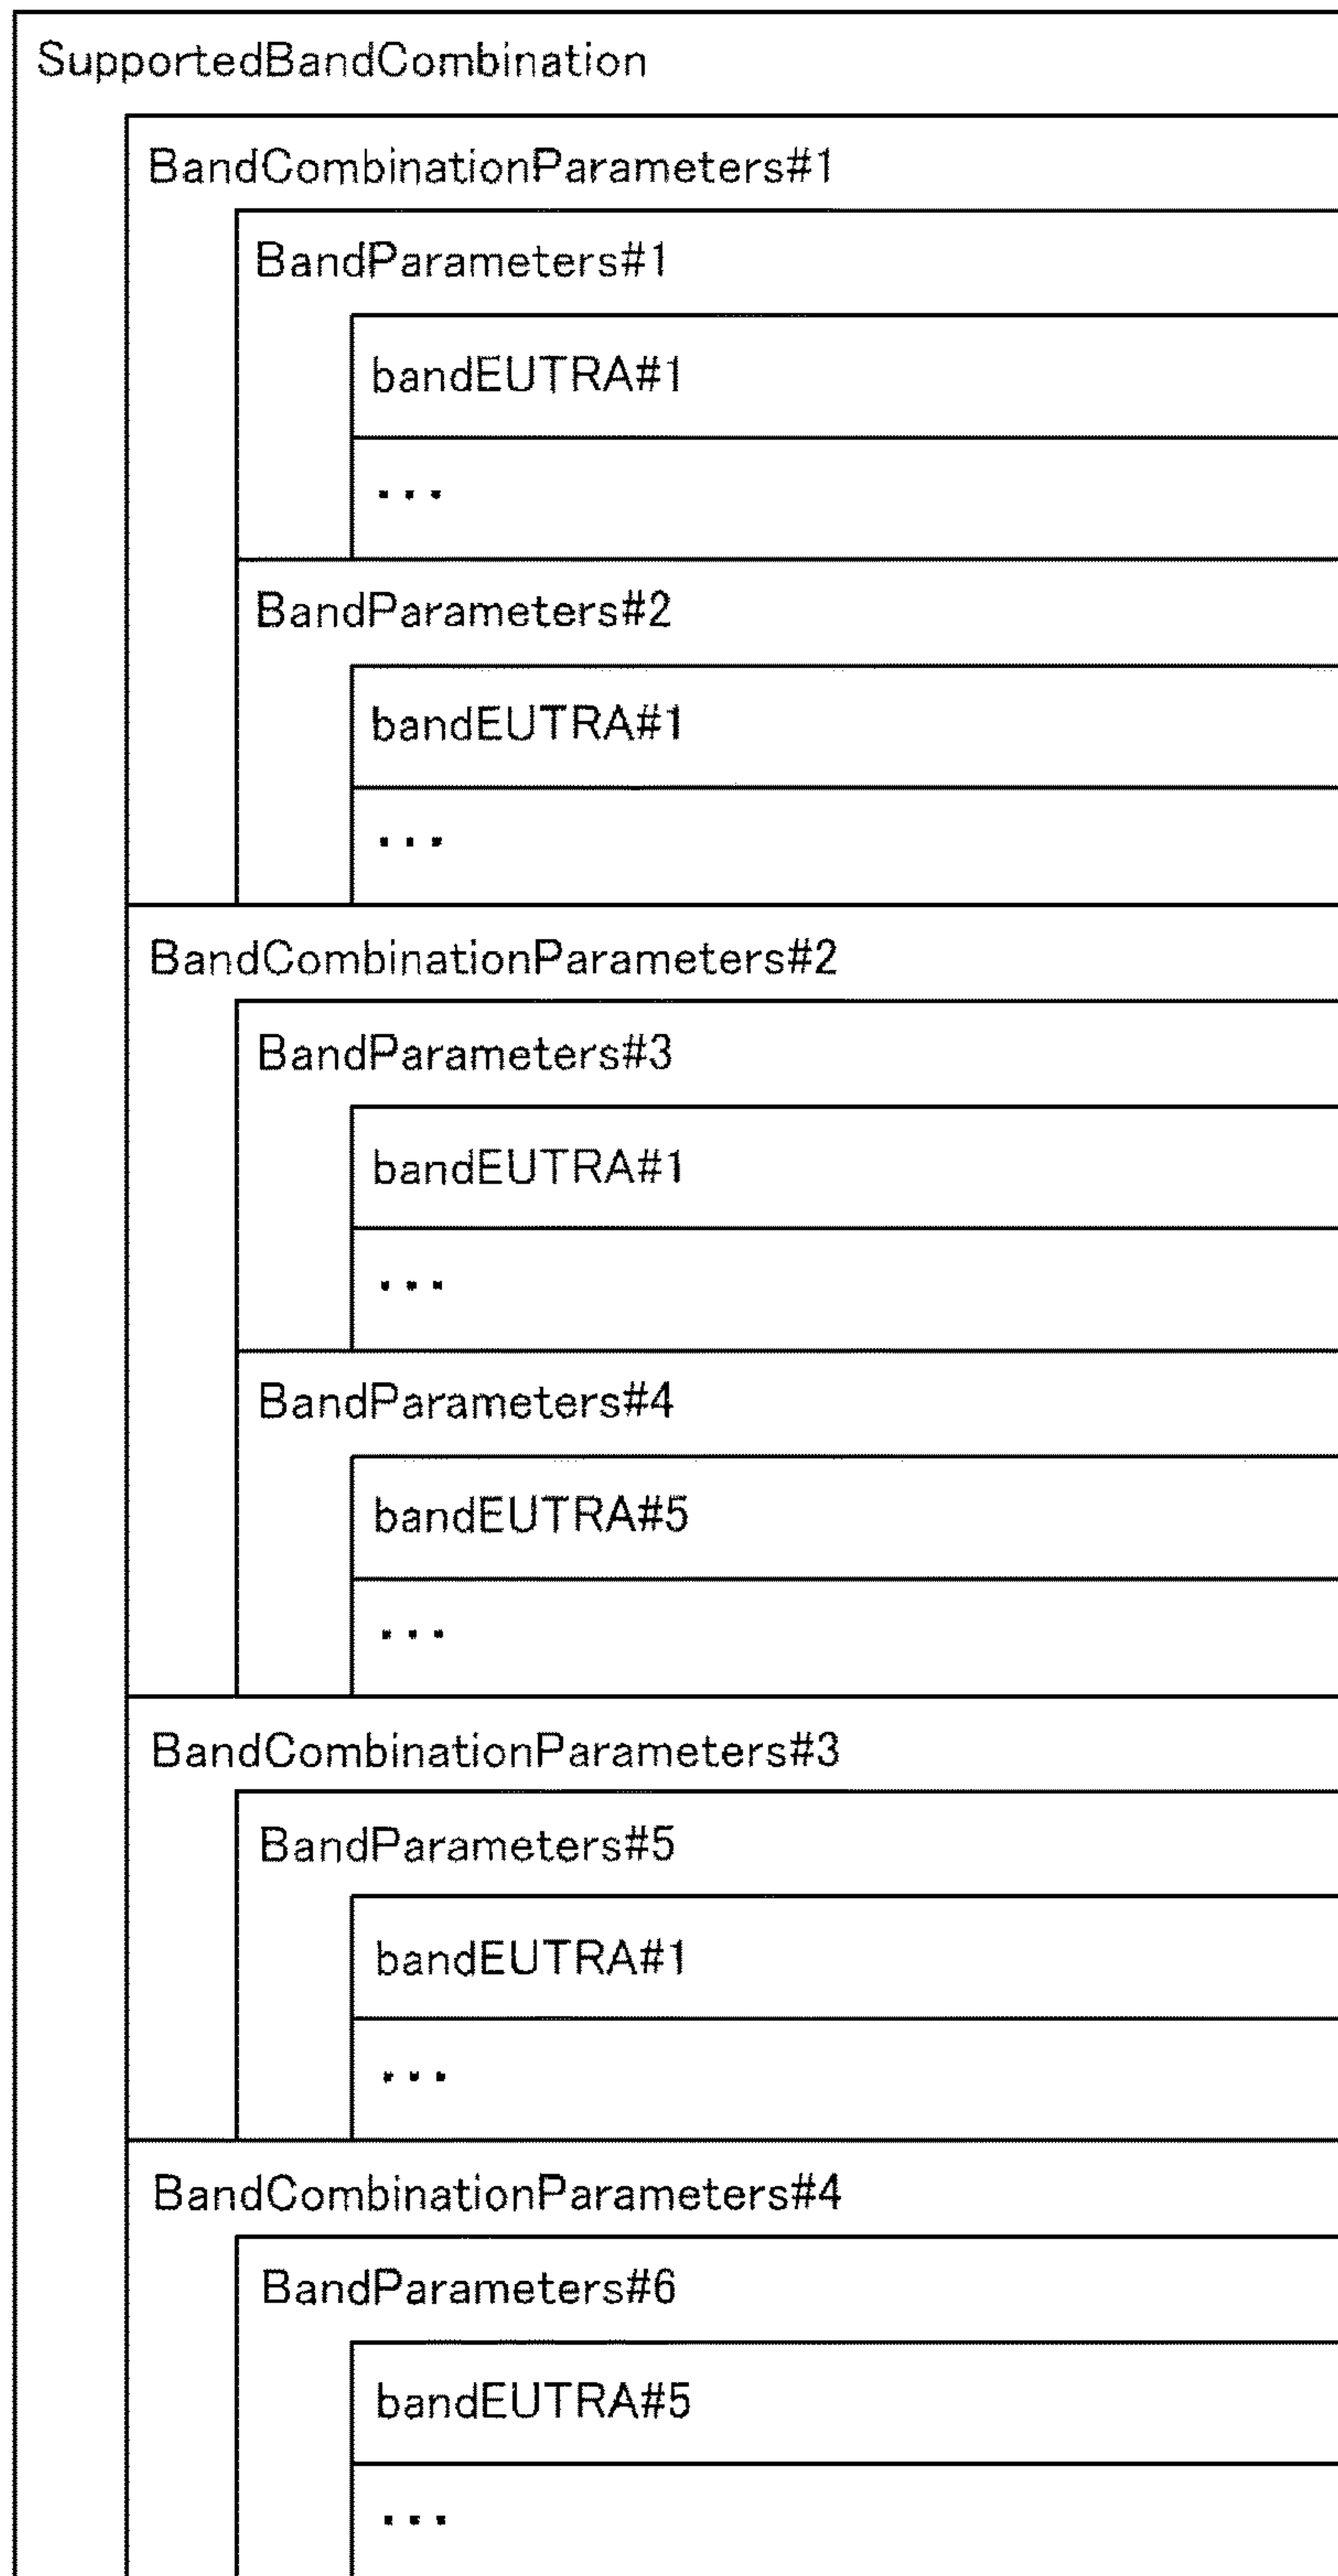 SupportedBandCombination
BandCombinationParameters#1
BandParameters#1
bandEUTRA#1
...
BandParameters#2
bandEUTRA#1
...
BandCombinationParameters#2
BandParameters#3
bandEUTRA#1
...
BandParameters#4
bandEUTRA#5
...
BandCombinationParameters#3
BandParameters#5
bandEUTRA#1
...
BandCombinationParameters#4
BandParameters#6
bandEUTRA#5
...